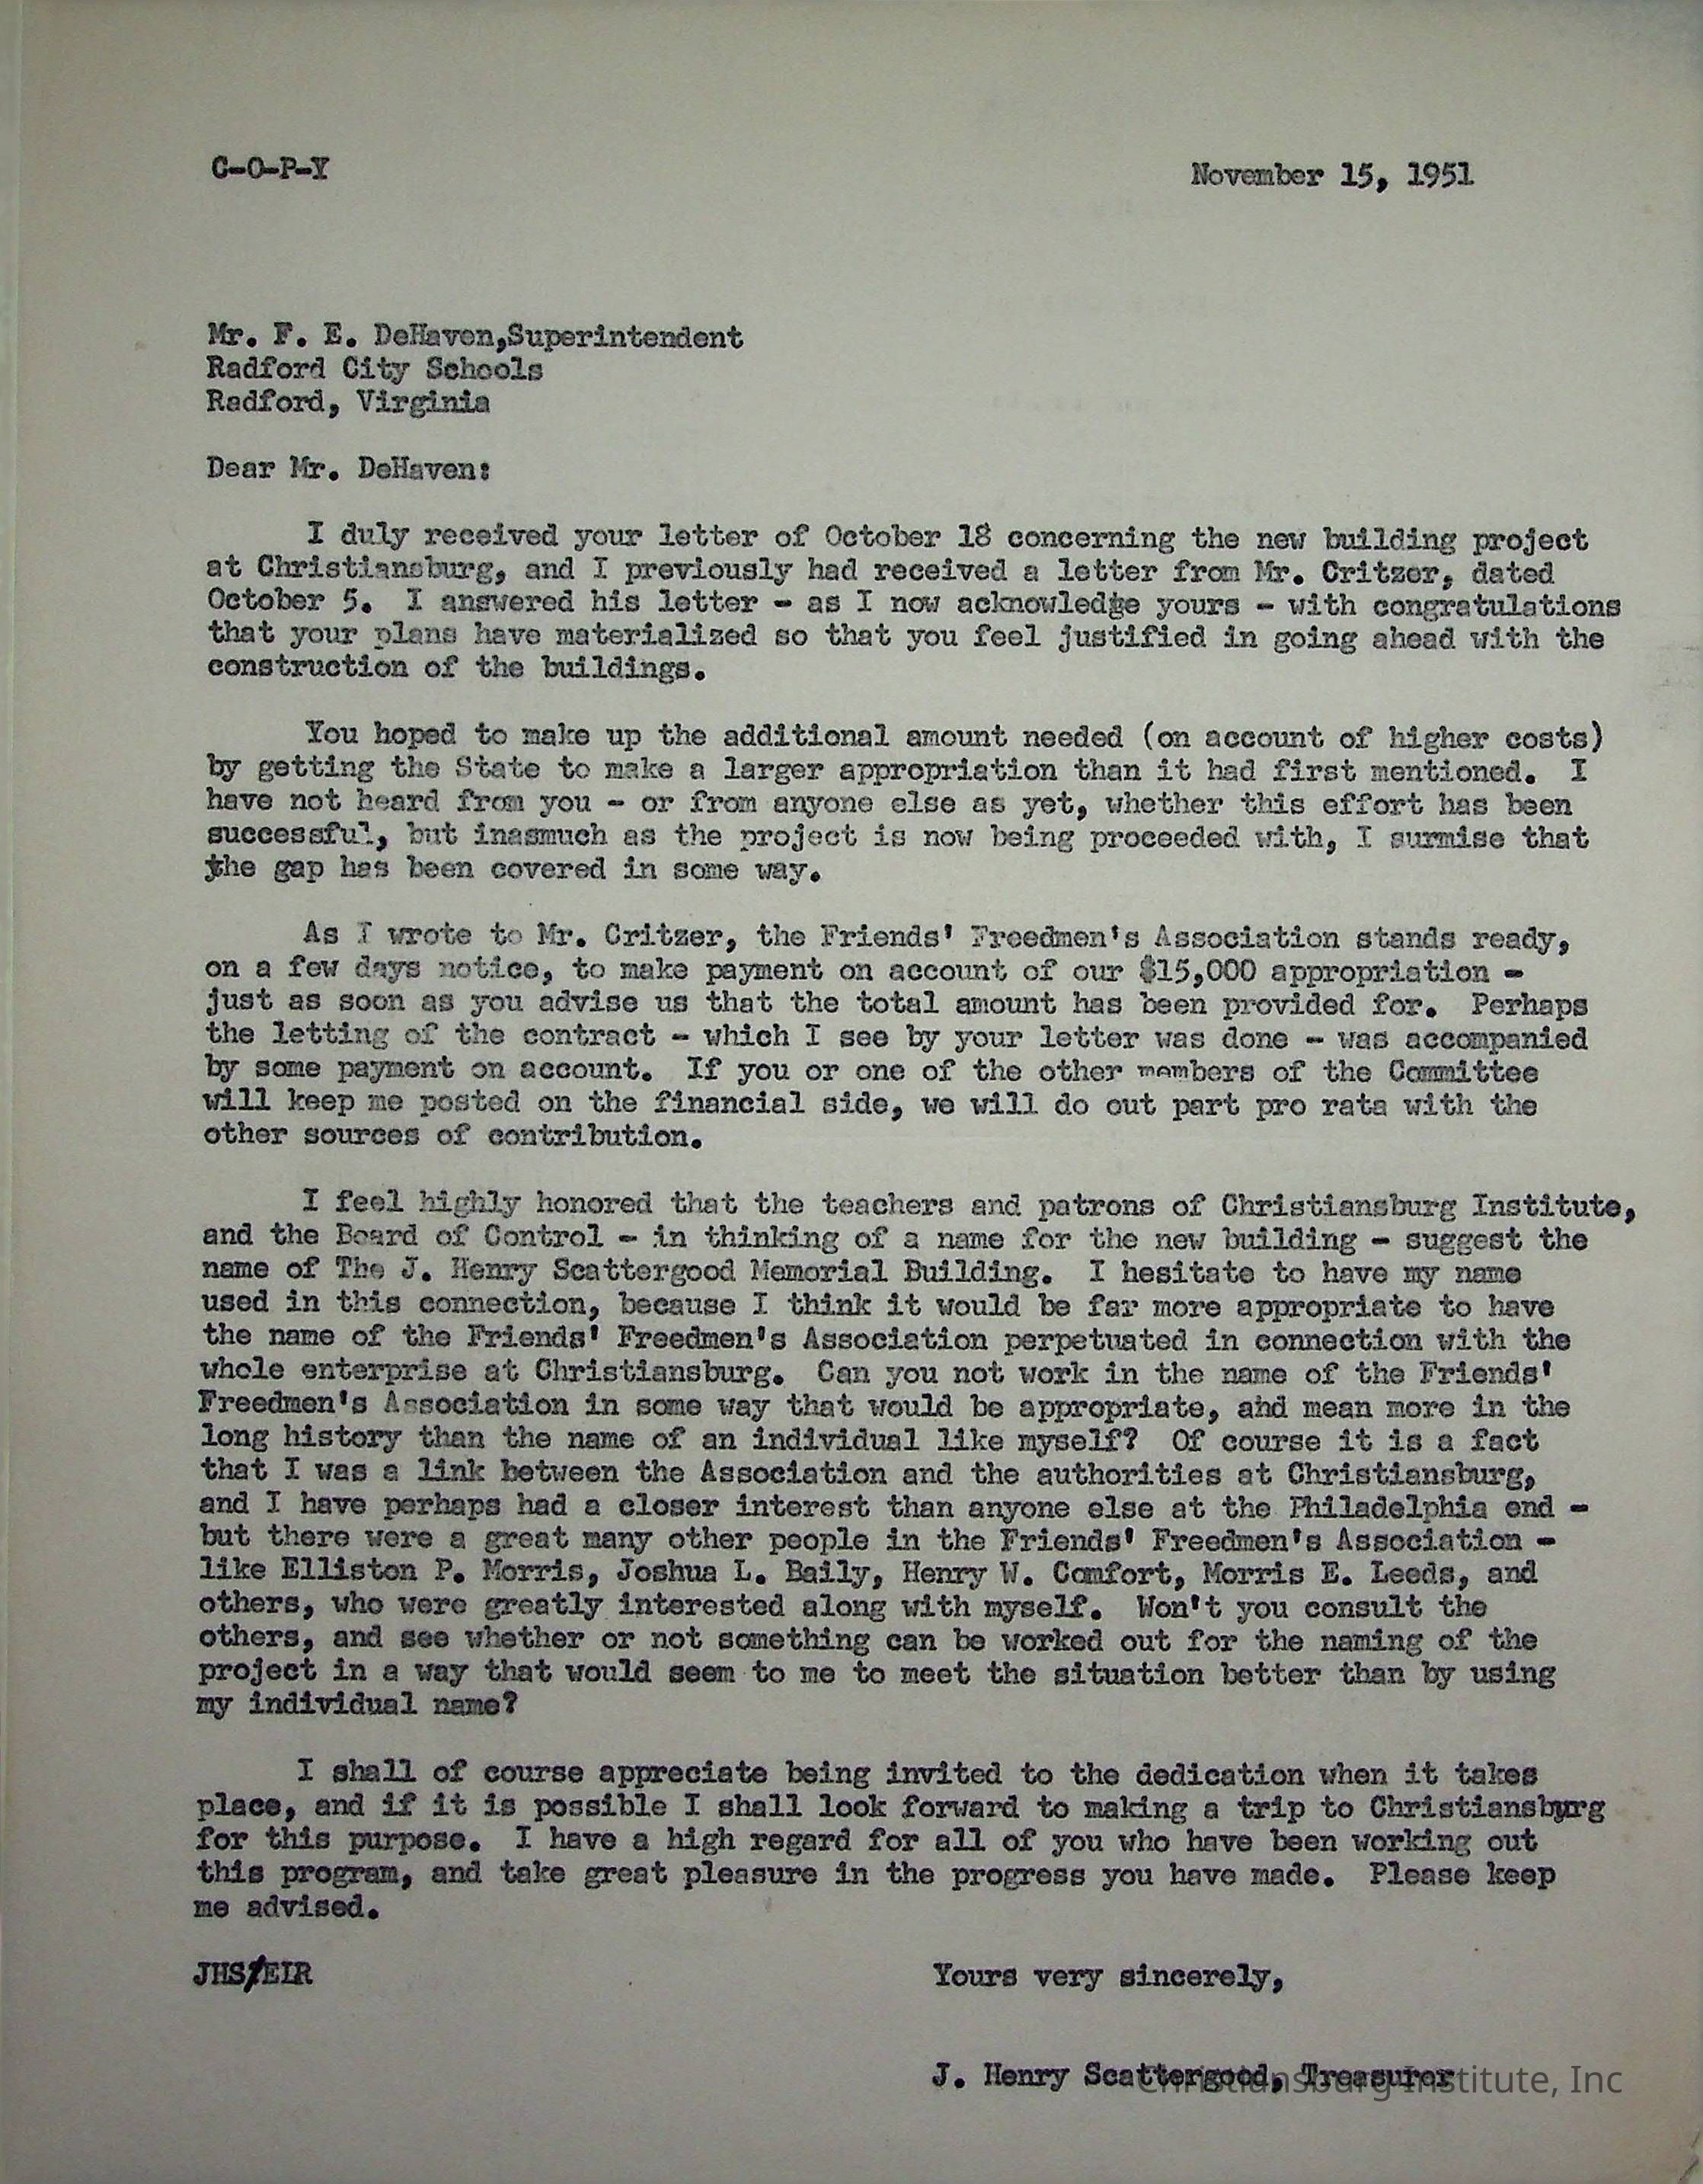 C-O-P-Y
November 15, 1951
Mr. F. E. DeHaven,Superintendent
Radford City Schools
Radford, Virginia
Dear Mr. DeHaven:
I duly received your letter of October 18 concerning the new building project
at Christiansburg, and I previously had received a letter from Mr. Critzer, dated
October 5. I answered his letter - as I now acknowledge yours - with congratulations
that your plans have materialized so that you feel justified in going ahead with the
construction of the buildings.
You hoped to make up the additional amount needed (on account of higher costs)
by getting the State to make a larger appropriation than it had first mentioned. I
have not heard from you - or from anyone else as yet, whether this effort has been
successful, but inasmuch as the project is now being proceeded with, I surmise that
the gap has been covered in some way.
As I wrote to Mr. Critzer, the Friends' Freedmen's Association stands ready,
on a few days notice, to make payment on account of our $15,000 appropriation -
just as soon as you advise us that the total amount has been provided for. Perhaps
the letting of the contract - which I see by your letter was done - was accompanied
by some payment on account. If you or one of the other members of the Committee
will keep me posted on the financial side, we will do out part pro rata with the
other sources of contribution.
I feel highly honored that the teachers and patrons of Christiansburg Institute,
and the Board of Control - in thinking of a name for the new building - suggest the
name of The J. Henry Scattergood Memorial Building. I hesitate to have my name
used in this connection, because I think it would be far more appropriate to have
the name of the Friends' Freedmen's Association perpetuated in connection with the
whole enterprise at Christiansburg. Can you not work in the name of the Friends'
Freedmen's Association in some way that would be appropriate, ahd mean more in the
long history than the name of an individual like myself? Of course it is a fact
that I was a link between the Association and the authorities at Christiansburg,
and I have perhaps had a closer interest than anyone else at the Philadelphia end -
but there were a great many other people in the Friends' Freedmen's Association -
like Elliston P. Morris, Joshua L. Baily, Henry W. Comfort, Morris E. Leeds, and
others, who were greatly interested along with myself. Won't you consult the
others, and see whether or not something can be worked out for the naming of the
project in a way that would seem to me to meet the situation better than by using
my individual name?
I shall of course appreciate being invited to the dedication when it takes
place, and if it is possible I shall look forward to making a trip to Christiansburg
for this purpose. I have a high regard for all of you who have been working out
this program, and take great pleasure in the progress you have made. Please keep
me advised.
JHS/EIR
Yours very sincerely,
J. Henry Scattergood, Treasurer
Christiansburg Institute, Inc